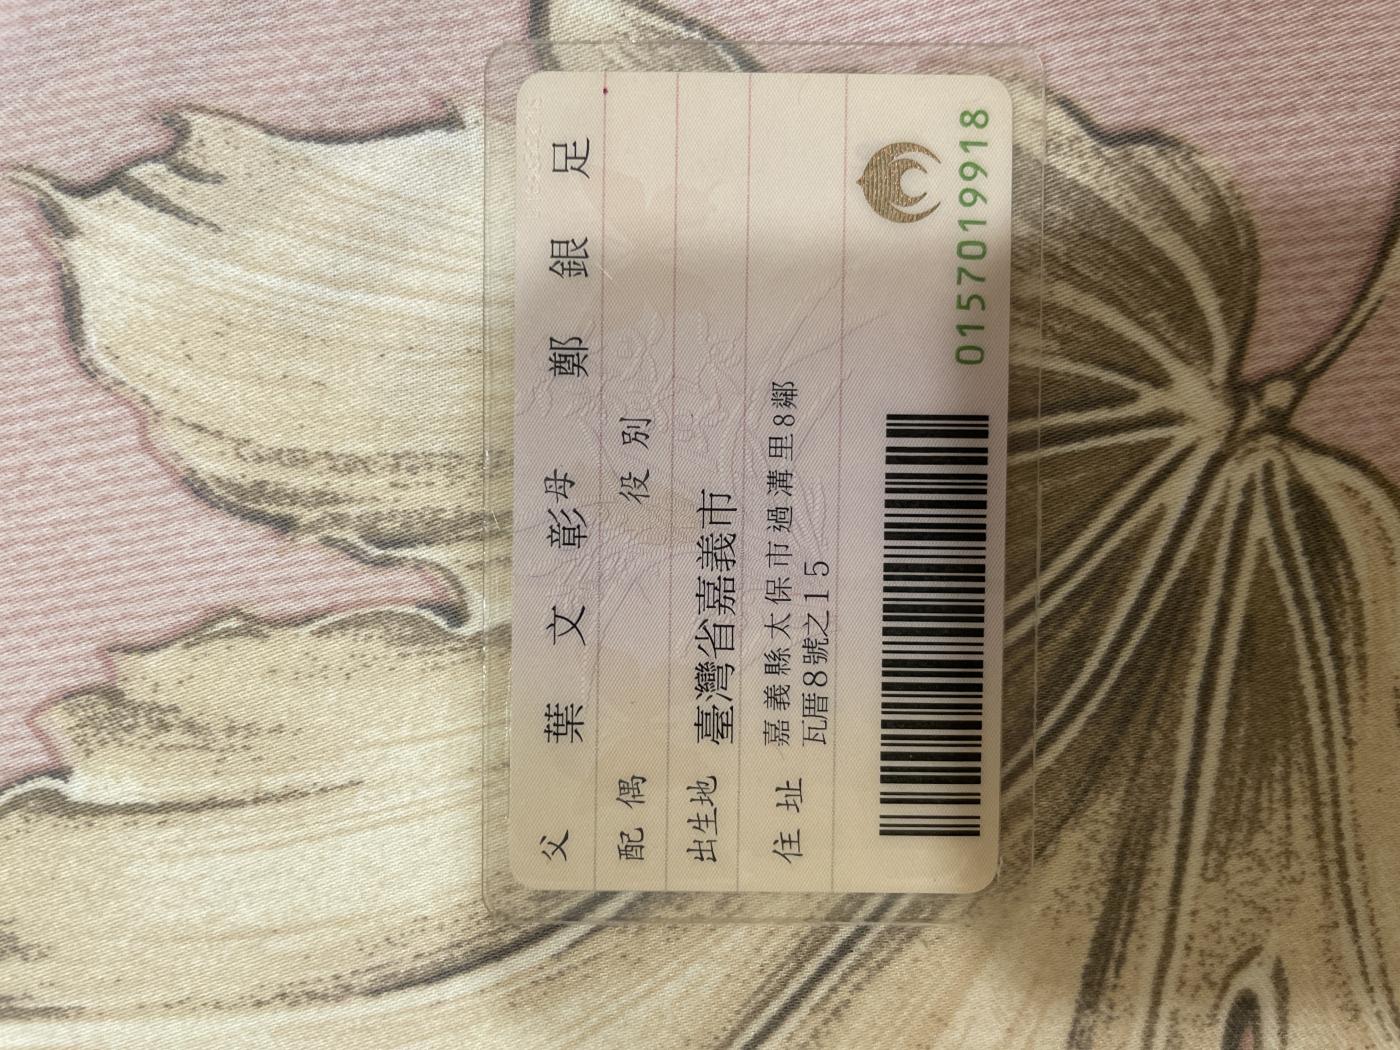 父 葉文彰 母 鄭銀足
配偶 役別
出生地 臺灣省嘉義市
住址 嘉義縣太保市過溝里8鄰
瓦厝8號之15
0157019918